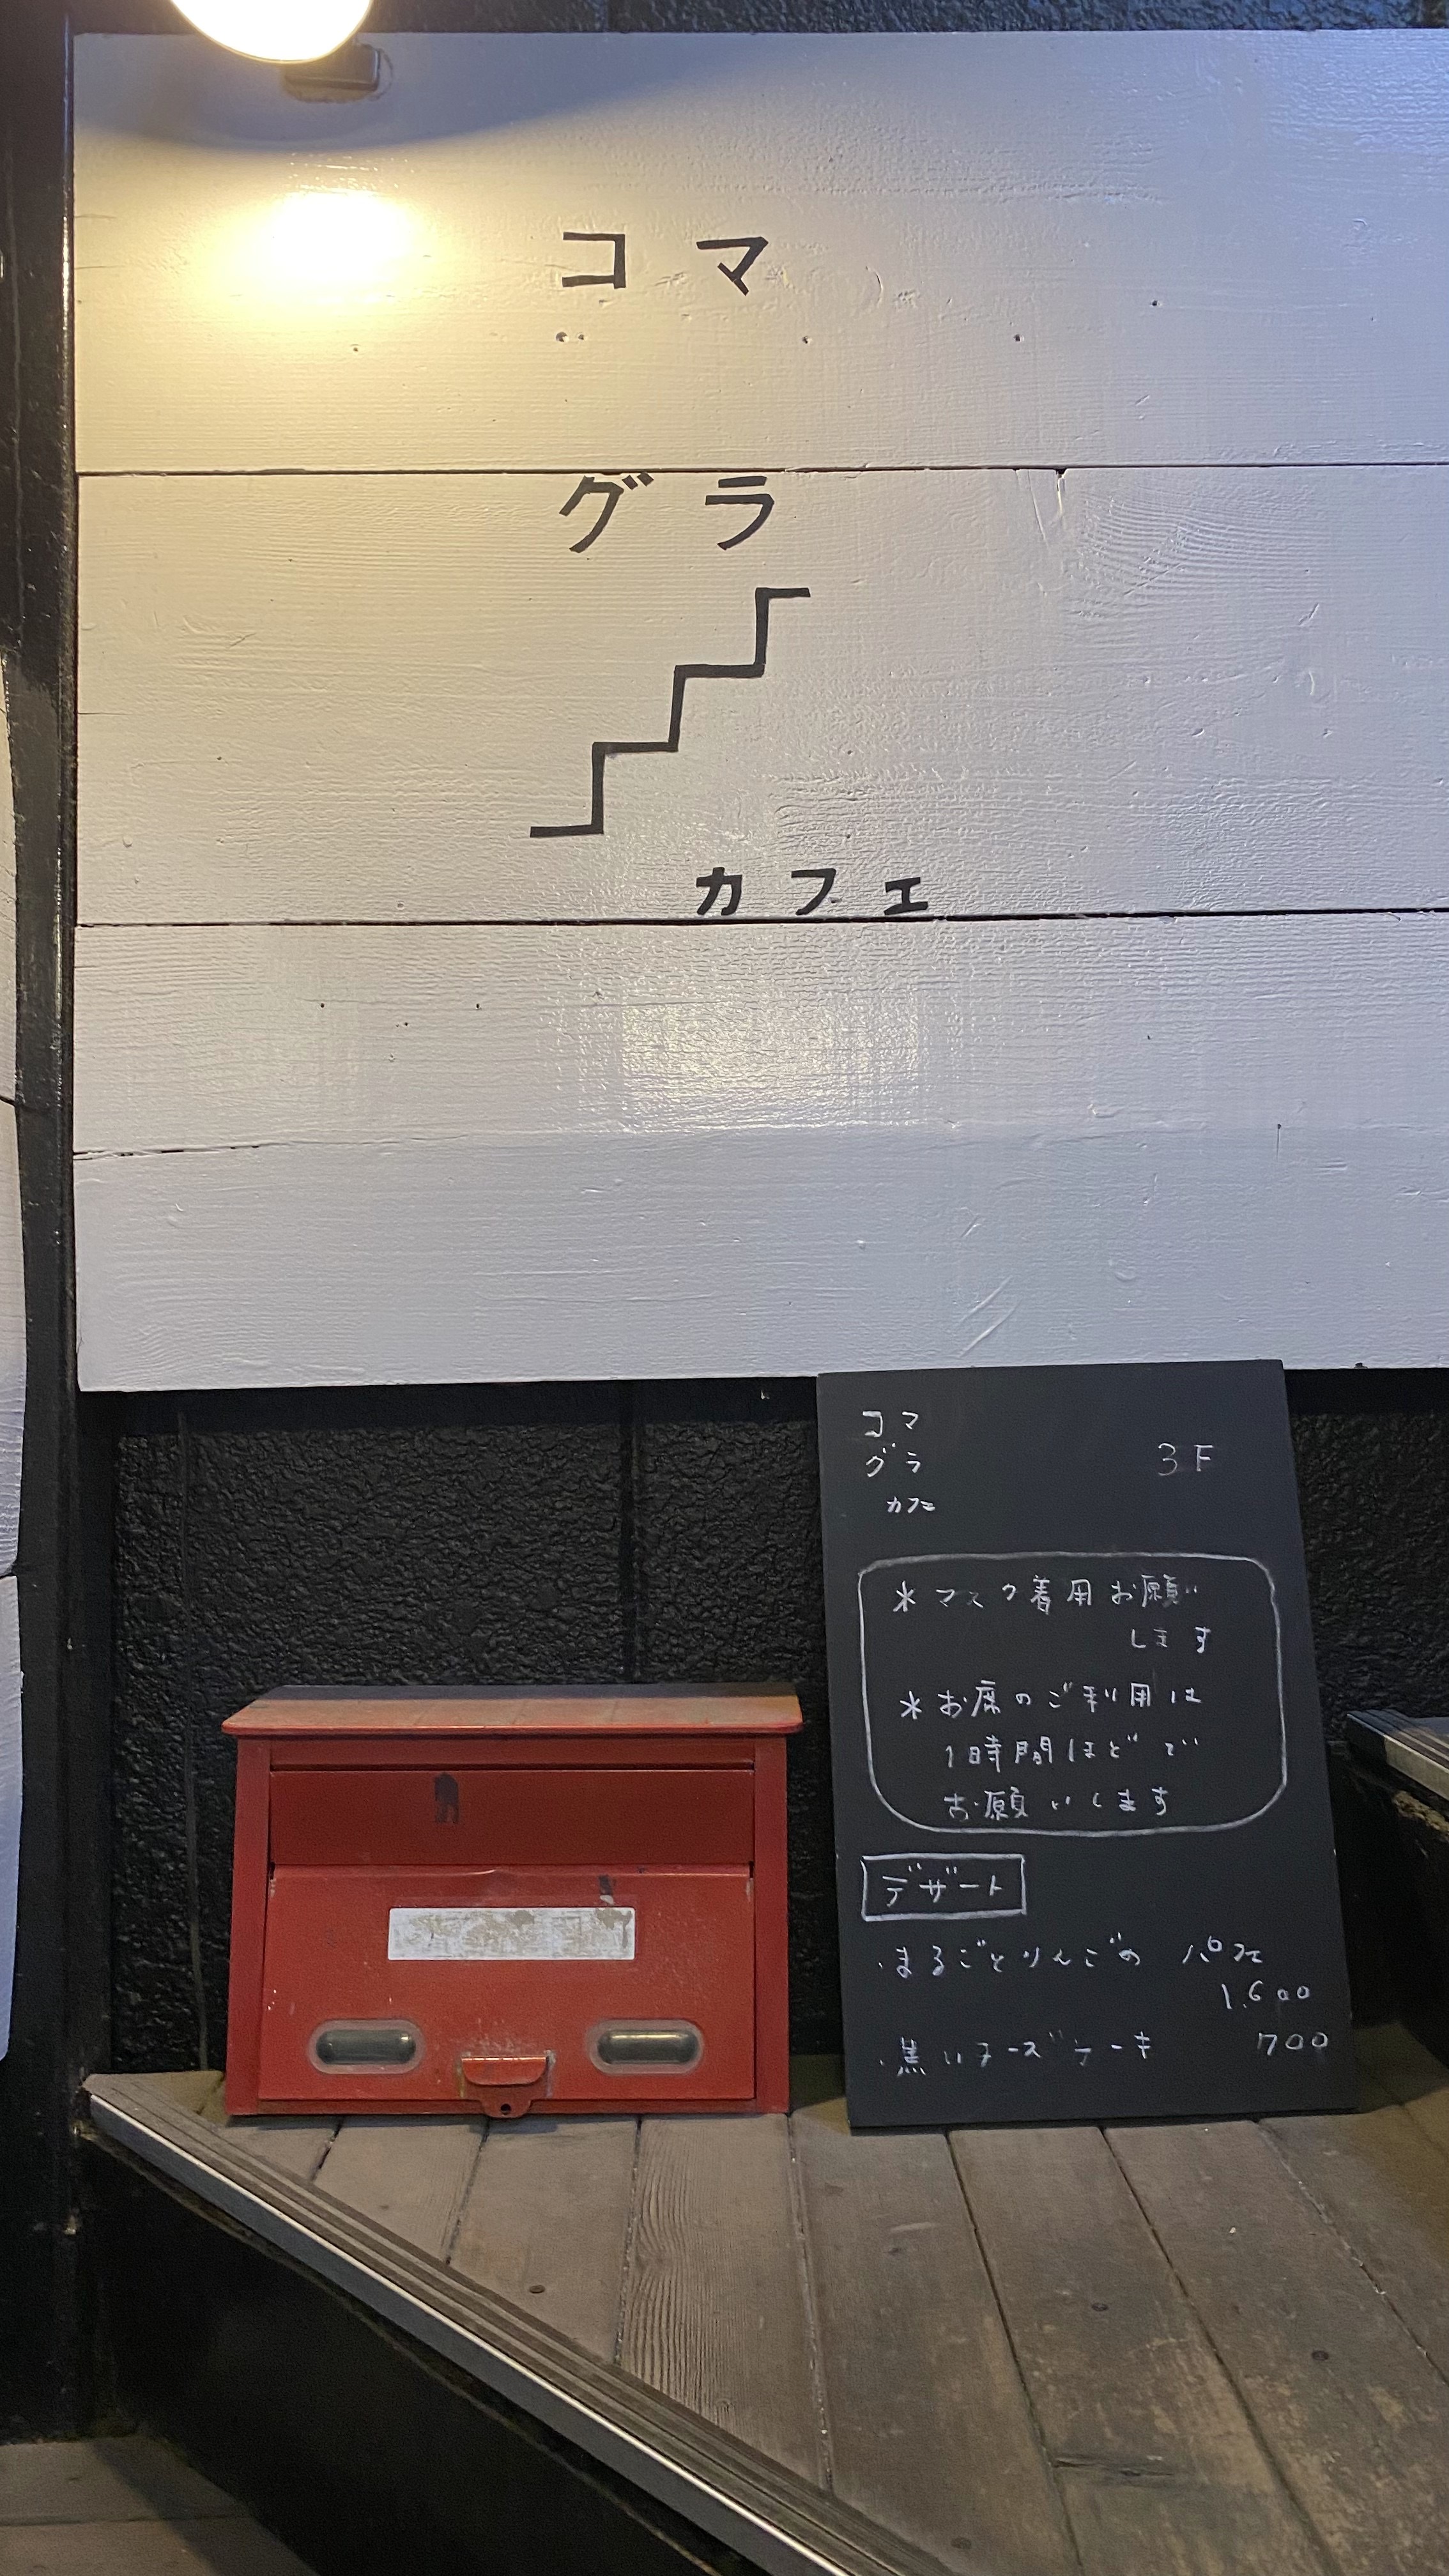 コマ
グラ
カフェ
コマ
グラ
カフェ
3F
＊マスク着用お願い
します
＊お席のご利用は
1時間ほどで
お願いします
デザート
・まるごとりんごの パフェ
1,600
・焦いチーズケーキ 700